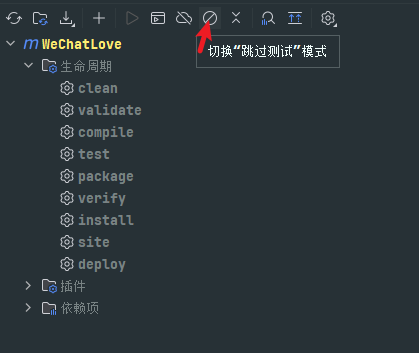 WeChatLove
切换“跳过测试”模式
生命周期
clean
validate
compile
test
package
verify
install
site
deploy
插件
依赖项